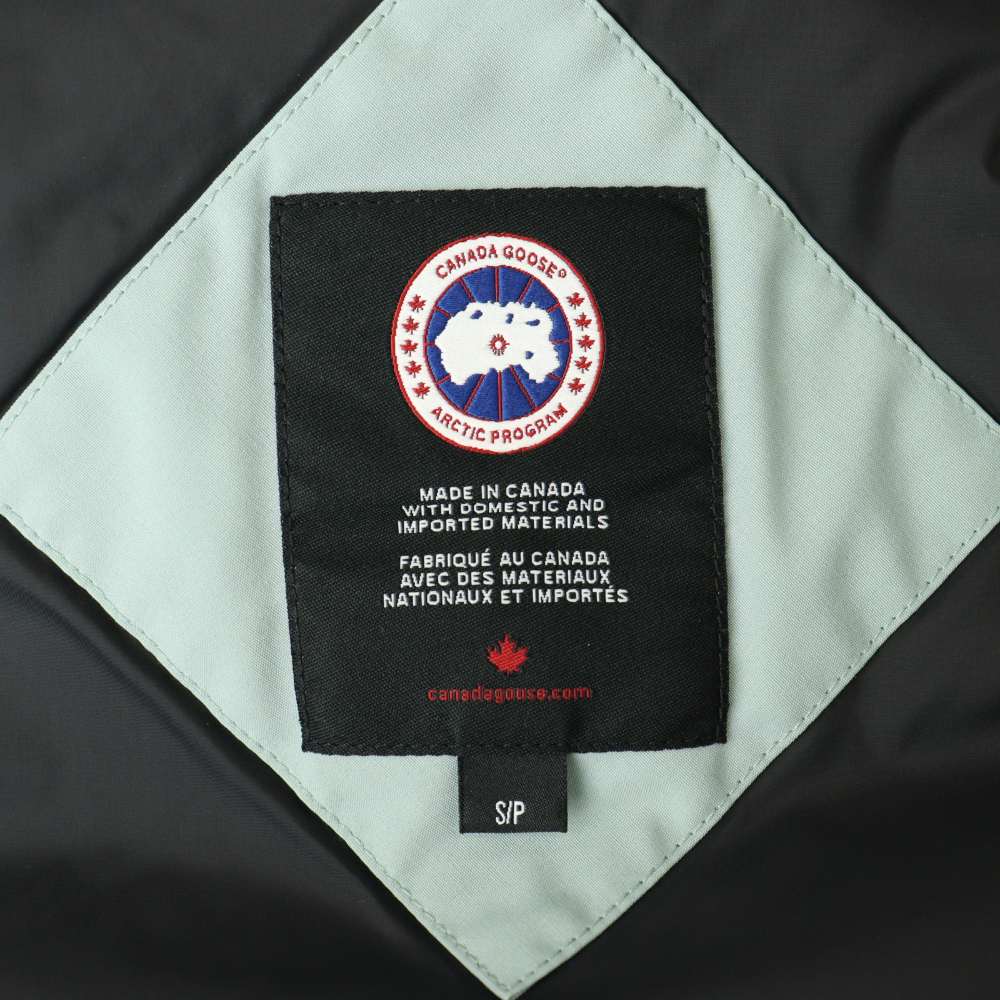 CANADA GOOSE®
ARCTIC PROGRAM
MADE IN CANADA
WITH DOMESTIC AND
IMPORTED MATERIALS
FABRIQUÉ AU CANADA
AVEC DES MATERIAUX
NATIONAUX ET IMPORTÉS
canadagoose.com
S/P